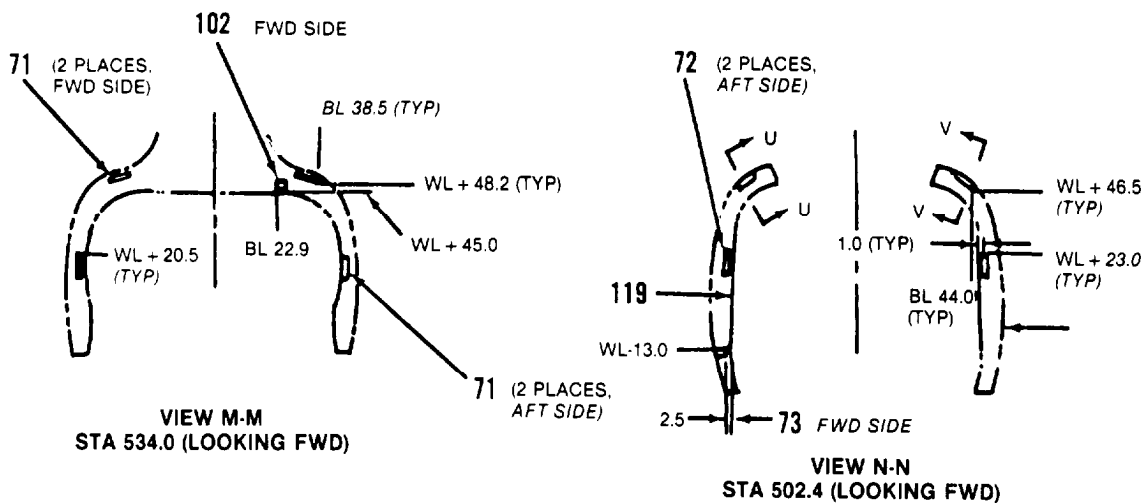 102 FWD SIDE
71 (2 PLACES,
FWD SIDE)
BL 38.5 (TYP)
WL + 48.2 (TYP)
WL + 45.0
BL 22.9
WL + 20.5
(TYP)
71 (2 PLACES,
AFT SIDE)
VIEW M-M
STA 534.0 (LOOKING FWD)
72 (2 PLACES,
AFT SIDE)
U
U
V
V
WL + 46.5
(TYP)
1.0 (TYP)
WL + 23.0
(TYP)
BL 44.0
(TYP)
119
WL-13.0
2.5
73 FWD SIDE
VIEW N-N
STA 502.4 (LOOKING FWD)